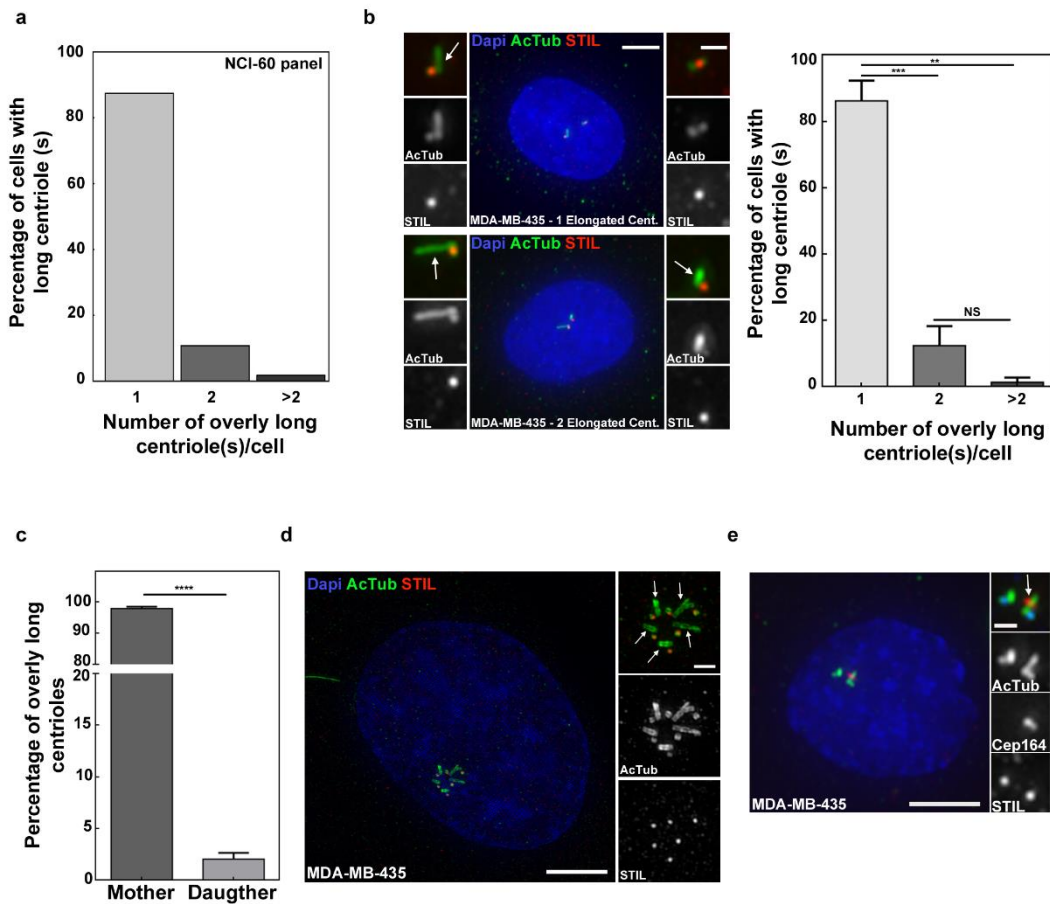 a
NCI-60 panel
100
80
60
40
20
0
Percentage of cells with
long centriole (s)
1 2 >2
Number of overly long
centriole(s)/cell
b
Dapi AcTub STIL
AcTub
STIL
MDA-MB-435 - 1 Elongated Cent.
AcTub
STIL
Dapi AcTub STIL
AcTub
STIL
MDA-MB-435 - 2 Elongated Cent.
AcTub
STIL
100
80
60
40
20
0
Percentage of cells with
long centriole (s)
**
***
NS
1 2 >2
Number of overly long
centriole(s)/cell
c
Percentage of overly long
centrioles
100
90
80
20
15
10
5
0
****
Mother Daugther
d
Dapi AcTub STIL
MDA-MB-435
AcTub
STIL
e
MDA-MB-435
AcTub
Cep164
STIL